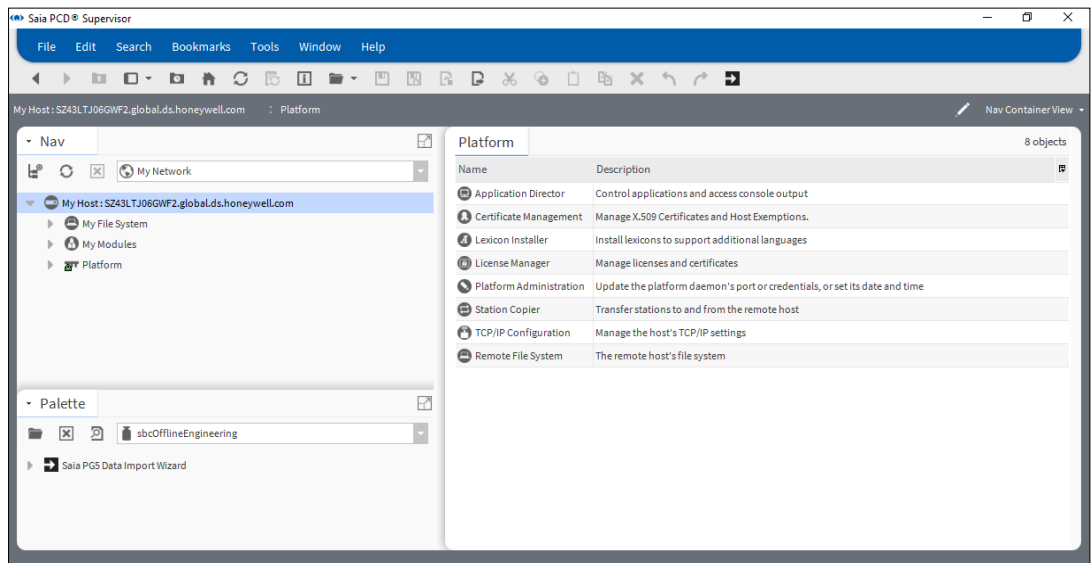 Saia PCD® Supervisor
File Edit Search Bookmarks Tools Window Help
My Host : SZ43LTJ06GWF2.global.ds.honeywell.com : Platform
Nav Container View
Nav
My Network
My Host : SZ43LTJ06GWF2.global.ds.honeywell.com
My File System
My Modules
Platform
Palette
sbcOfflineEngineering
Saia PG5 Data Import Wizard
Platform 8 objects
Name Description
Application Director Control applications and access console output
Certificate Management Manage X.509 Certificates and Host Exemptions.
Lexicon Installer Install lexicons to support additional languages
License Manager Manage licenses and certificates
Platform Administration Update the platform daemon's port or credentials, or set its date and time
Station Copier Transfer stations to and from the remote host
TCP/IP Configuration Manage the host's TCP/IP settings
Remote File System The remote host's file system